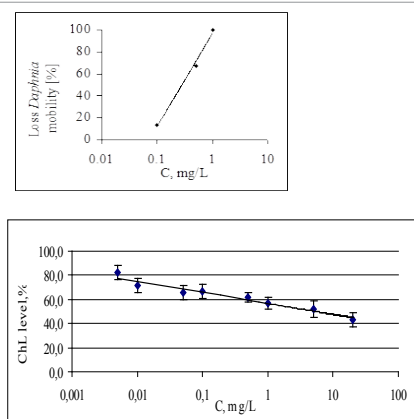 100
80
60
40
20
0
Loss Daphnia
mobility [%]
0.01 0.1 1 10
C, mg/L
100,0
80,0
60,0
40,0
20,0
0,0
ChL level,%
0,001 0,01 0,1 1 10 100
C, mg/L